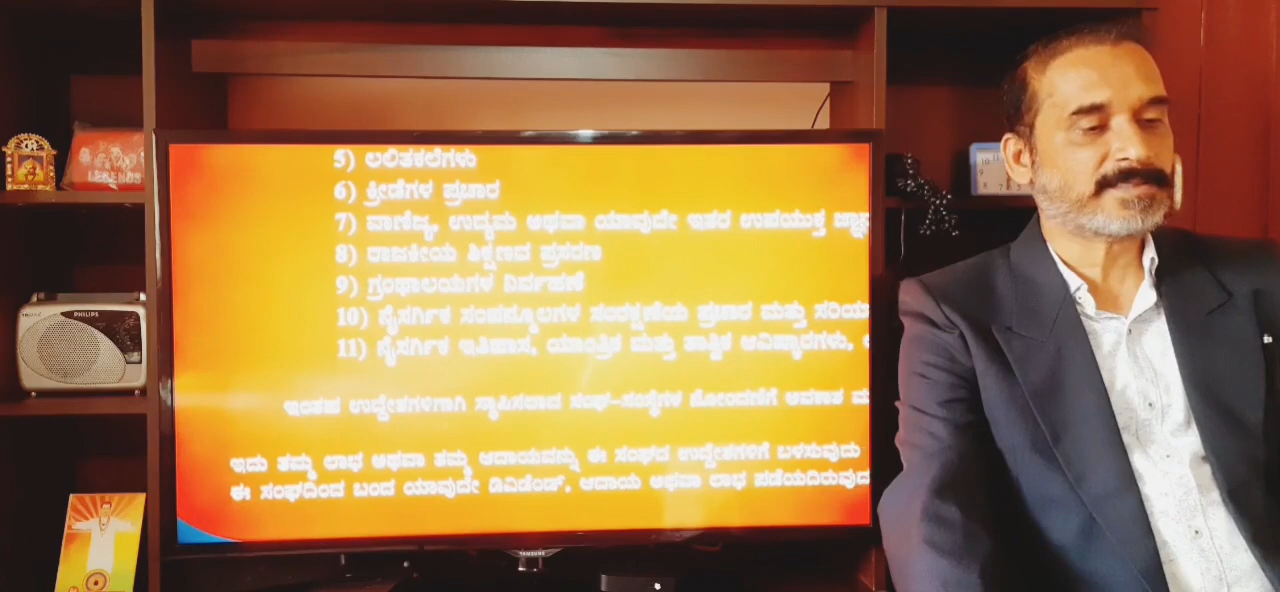 5) ಲಲಿತಕಲೆಗಳು
6) ಕ್ರೀಡೆಗಳ ಪ್ರಚಾರ
7) ವಾಣಿಜ್ಯ, ಉದ್ಯಮ ಅಥವಾ ಯಾವುದೇ ಇತರ ಉಪಯುಕ್ತ
8) ರಾಜಕೀಯ ಶಿಕ್ಷಣದ ಪ್ರಸರಣ
9) ಗ್ರಂಥಾಲಯಗಳ ನಿರ್ವಹಣೆ
10) ನೈಸರ್ಗಿಕ ಸಂಪನ್ಮೂಲಗಳ ಸಂರಕ್ಷಣೆಯ ಪ್ರಚಾರ ಮತ್ತು
11) ನೈಸರ್ಗಿಕ ಇತಿಹಾಸ, ಯಾಂತ್ರಿಕ ಮತ್ತು ತಾತ್ವಿಕ ಆವಿಷ್ಕಾರಗಳು,
ಇಂತಹ ಉದ್ದೇಶಗಳಿಗಾಗಿ ಸ್ಥಾಪಿಸಲಾದ ಸಂಘ-ಸಂಸ್ಥೆಗಳ ನೋಂದಣಿಗೆ ಅವಕಾಶ
ಇದು ತಮ್ಮ ಲಾಭ ಅಥವಾ ತಮ್ಮ ಆದಾಯವನ್ನು ಈ ಸಂಘದ ಉದ್ದೇಶಗಳಿಗೆ ಬಳಸುವುದು
ಈ ಸಂಘದಿಂದ ಬಂದ ಯಾವುದೇ ಡಿವಿಡೆಂಡ್, ಆದಾಯ ಅಥವಾ ಲಾಭ ಪಡೆಯದಿರುವುದು
LEGENDS
PHILIPS
SAMSUNG